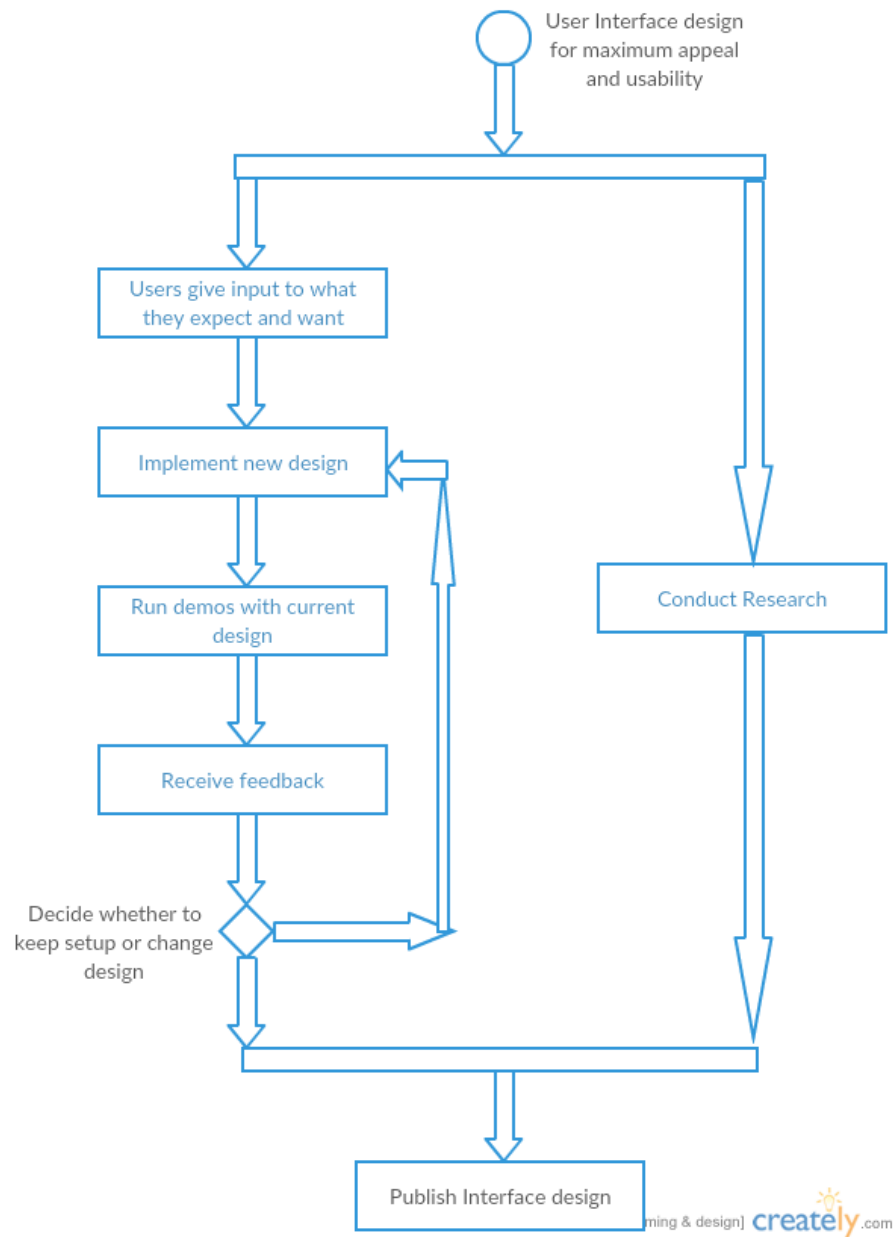 User Interface design
for maximum appeal
and usability
Users give input to what
they expect and want
Implement new design
Run demos with current
design
Conduct Research
Receive feedback
Decide whether to
keep setup or change
design
Publish Interface design
ming & design]
creately.com